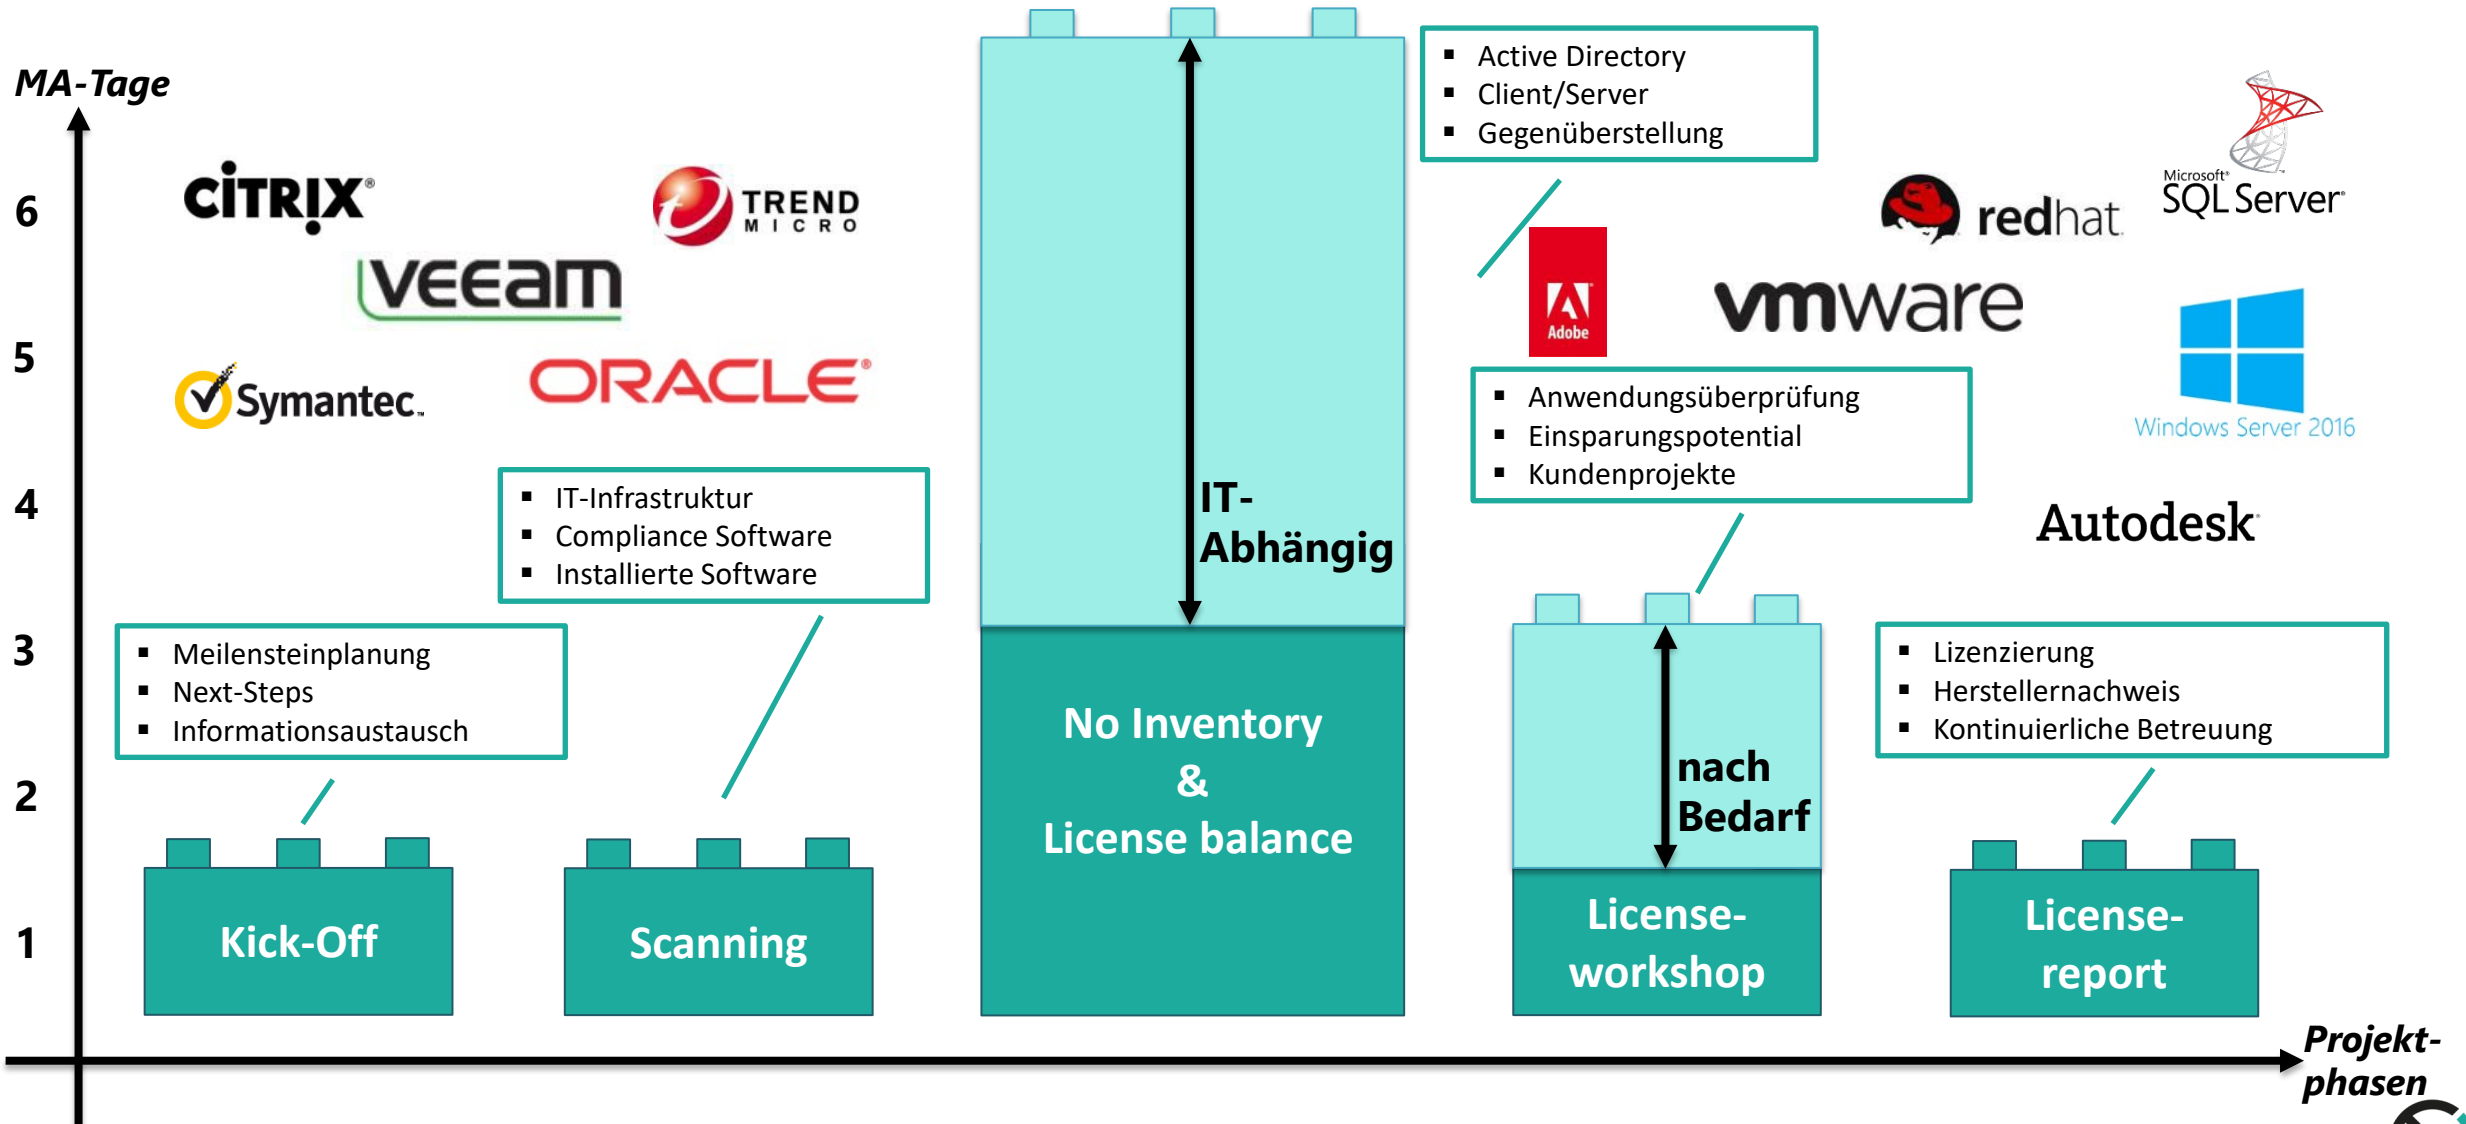 MA-Tage
6
5
4
3
2
1
CİTRIX®
TREND
MICRO
veeam
Symantec™
ORACLE®
▪ IT-Infrastruktur
▪ Compliance Software
▪ Installierte Software
▪ Meilensteinplanung
▪ Next-Steps
▪ Informationsaustausch
Kick-Off
Scanning
IT-
Abhängig
No Inventory
&
License balance
▪ Active Directory
▪ Client/Server
▪ Gegenüberstellung
Adobe
redhat.
Microsoft®
SQL Server®
vmware
Windows Server 2016
▪ Anwendungsüberprüfung
▪ Einsparungspotential
▪ Kundenprojekte
Autodesk®
nach
Bedarf
License-
workshop
▪ Lizenzierung
▪ Herstellernachweis
▪ Kontinuierliche Betreuung
License-
report
Projekt-
phasen